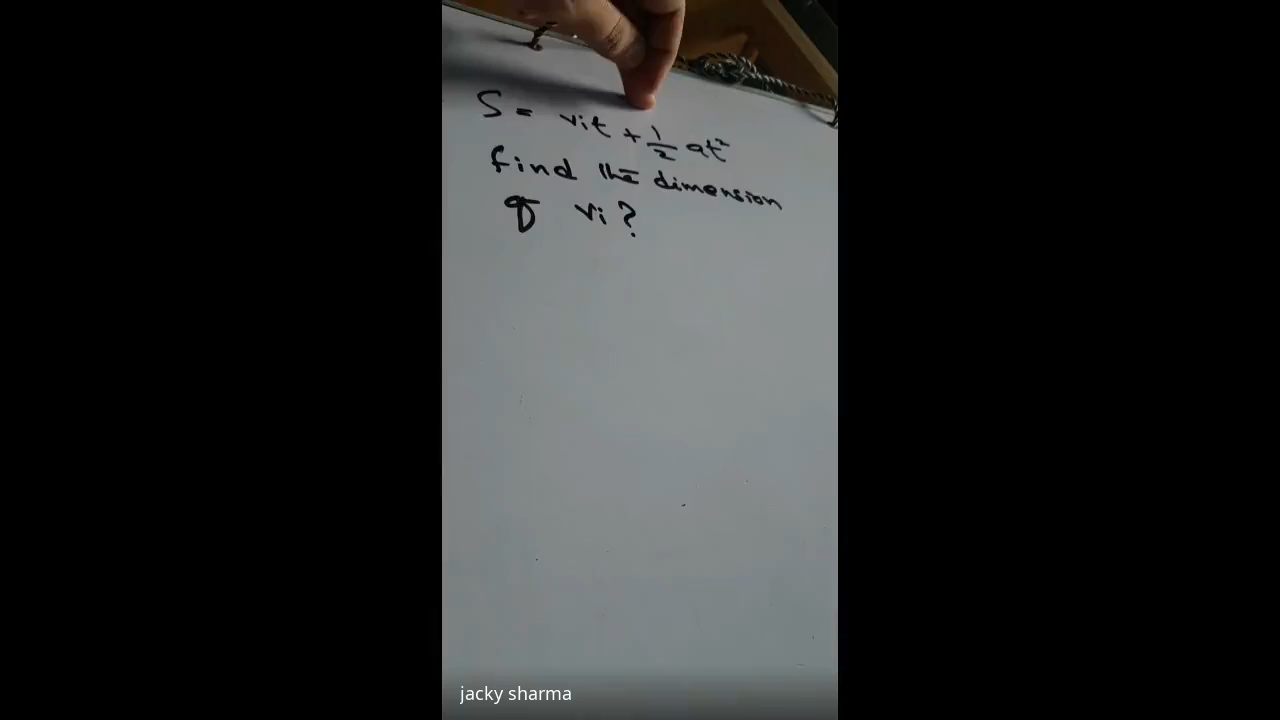 S = vit + 1/2 at²
find the dimension
of vi?
jacky sharma